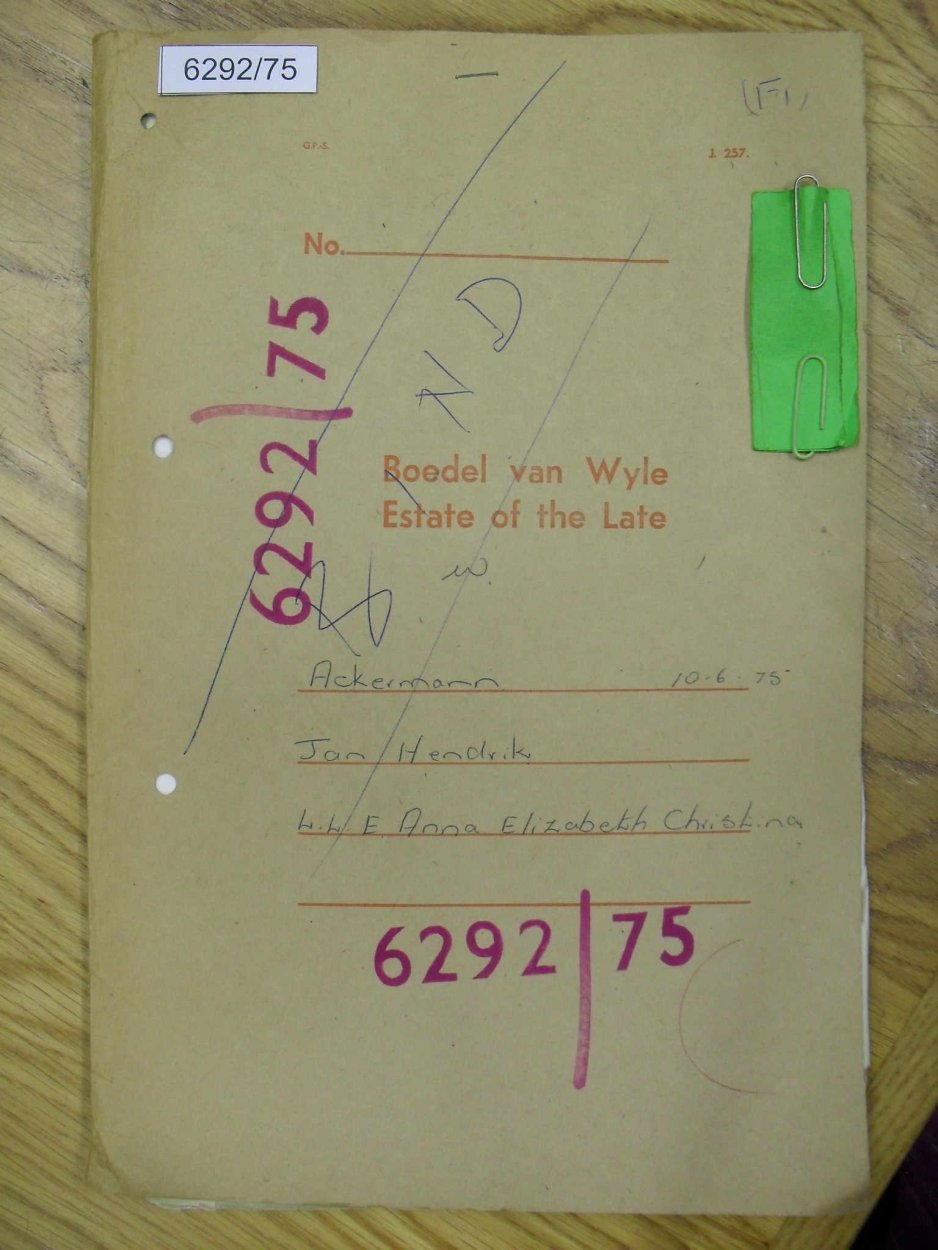 6292/75
(F1)
G.P.-S.
J. 257.
No.
6292/75
N D
Boedel van Wyle
Estate of the Late
Ackermann 10-6-75
Jan Hendrik
L.L.E. Anna Elizabeth Christina
6292/75